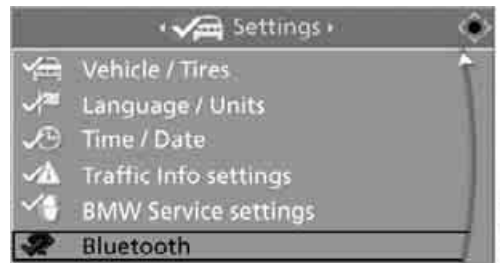 Settings
Vehicle / Tires
Language / Units
Time / Date
Traffic Info settings
BMW Service settings
Bluetooth